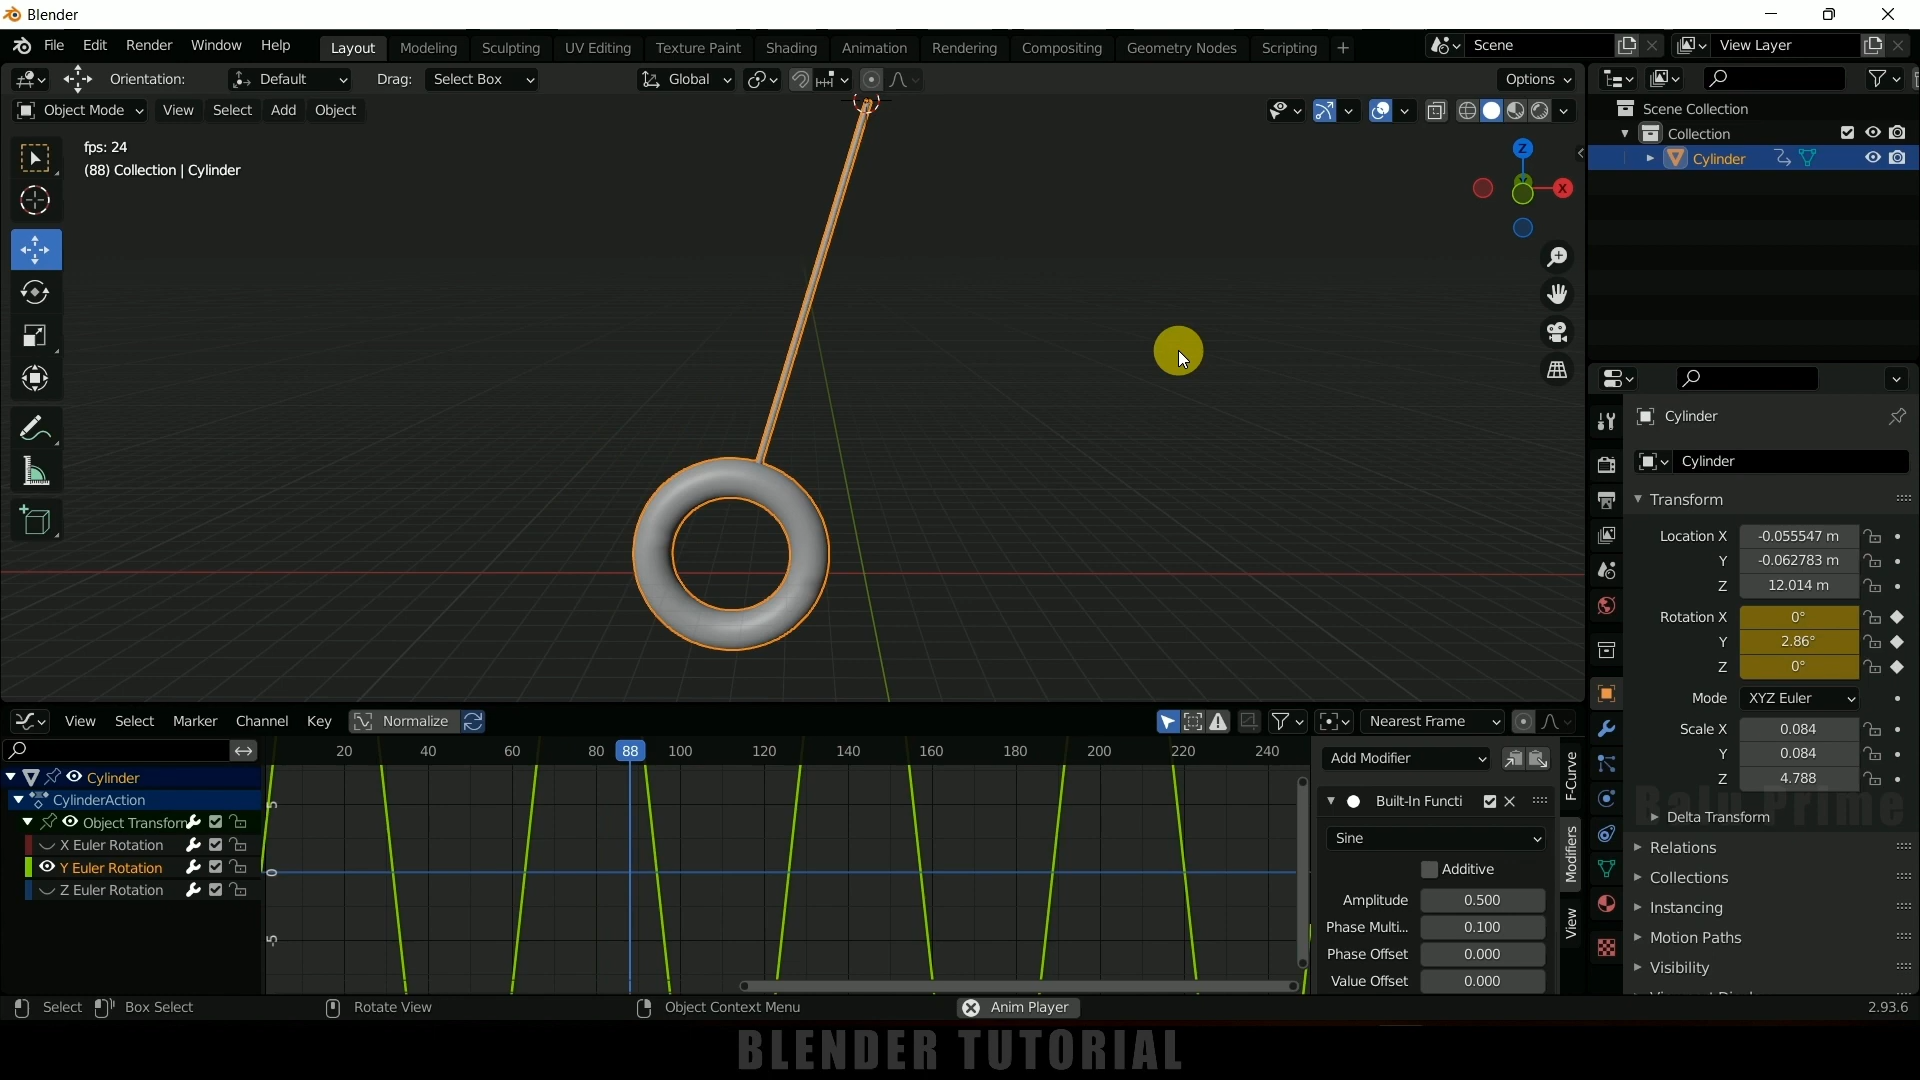 Blender
File Edit Render Window Help Layout Modeling Sculpting UV Editing Texture Paint Shading Animation Rendering Compositing Geometry Nodes Scripting + Scene View Layer
Orientation: Default Drag: Select Box Global Options
Object Mode View Select Add Object
fps: 24
(88) Collection | Cylinder
Z
X
Scene Collection
Collection
Cylinder
Cylinder
Cylinder
Transform
Location X -0.055547 m
Y -0.062783 m
Z 12.014 m
Rotation X 0°
Y 2.86°
Z 0°
Mode XYZ Euler
Scale X 0.084
Y 0.084
Z 4.788
Balu Prime
Delta Transform
Relations
Collections
Instancing
Motion Paths
Visibility
View Select Marker Channel Key Normalize Nearest Frame
20 40 60 80 88 100 120 140 160 180 200 220 240
Cylinder
CylinderAction
Object Transform
X Euler Rotation
Y Euler Rotation
Z Euler Rotation
5
0
-5
Add Modifier
Built-In Functi
Sine
Additive
Amplitude 0.500
Phase Multi... 0.100
Phase Offset 0.000
Value Offset 0.000
F-Curve
Modifiers
View
Select Box Select Rotate View Object Context Menu Anim Player 2.93.6
BLENDER TUTORIAL